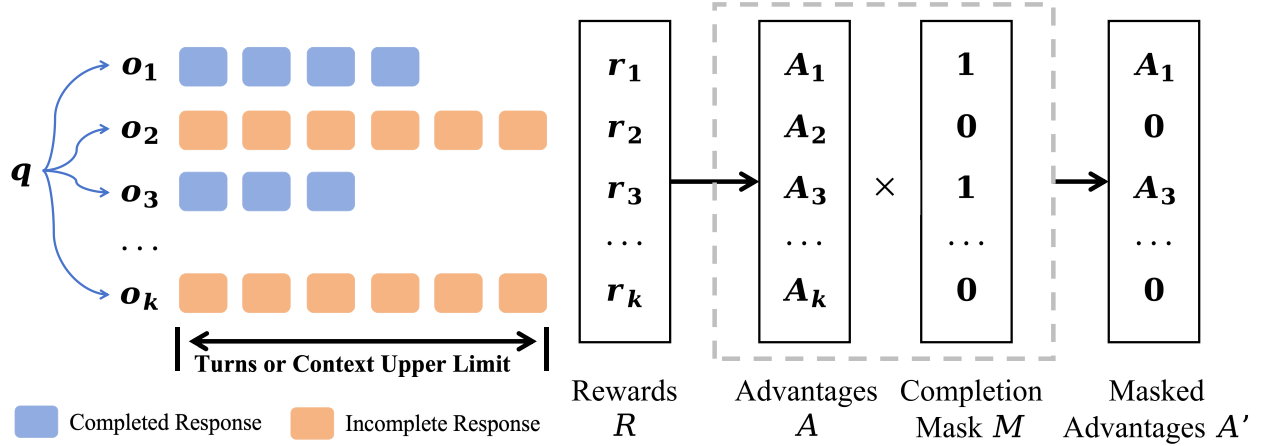 q
o₁
o₂
o₃
...
oₖ
Turns or Context Upper Limit
Completed Response
Incomplete Response
r₁
r₂
r₃
...
rₖ
Rewards
R
A₁
A₂
A₃
...
Aₖ
Advantages
A
×
1
0
1
...
0
Completion
Mask M
A₁
0
A₃
...
0
Masked
Advantages A'